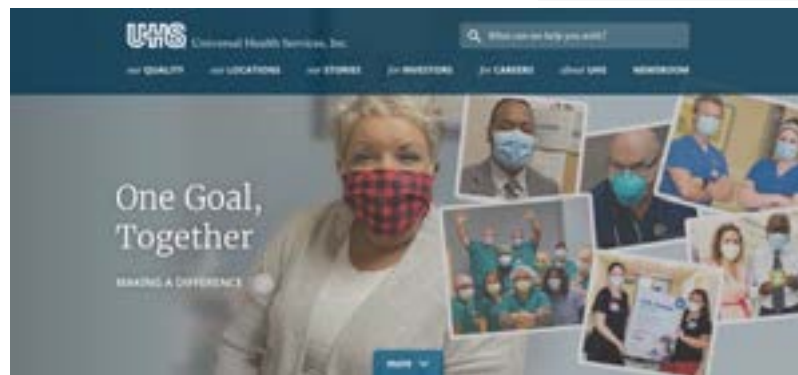 UHS Universal Health Services, Inc.
What can we help you with?
our QUALITY our LOCATIONS our STORIES for INVESTORS for CAREERS about UHS NEWSROOM
One Goal,
Together
MAKING A DIFFERENCE
more